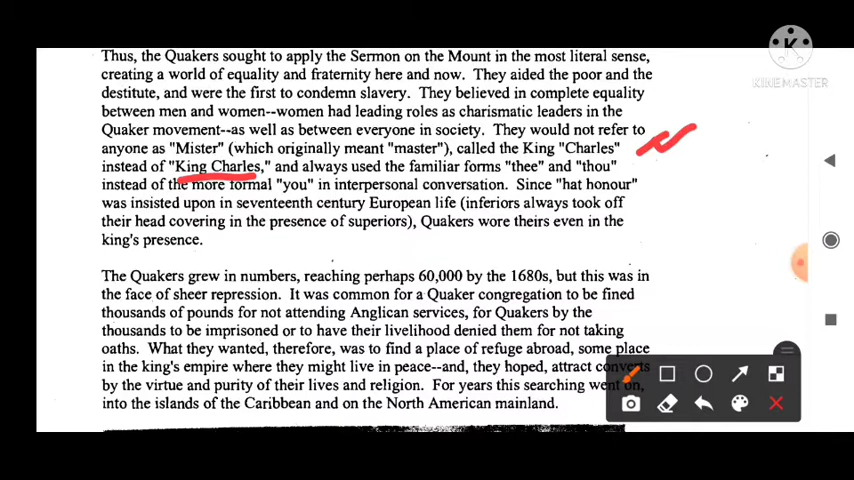 Thus, the Quakers sought to apply the Sermon on the Mount in the most literal sense,
creating a world of equality and fraternity here and now. They aided the poor and the
destitute, and were the first to condemn slavery. They believed in complete equality
between men and women--women had leading roles as charismatic leaders in the
Quaker movement--as well as between everyone in society. They would not refer to
anyone as "Mister" (which originally meant "master"), called the King "Charles"
instead of "King Charles," and always used the familiar forms "thee" and "thou"
instead of the more formal "you" in interpersonal conversation. Since "hat honour"
was insisted upon in seventeenth century European life (inferiors always took off
their head covering in the presence of superiors), Quakers wore theirs even in the
king's presence.
The Quakers grew in numbers, reaching perhaps 60,000 by the 1680s, but this was in
the face of sheer repression. It was common for a Quaker congregation to be fined
thousands of pounds for not attending Anglican services, for Quakers by the
thousands to be imprisoned or to have their livelihood denied them for not taking
oaths. What they wanted, therefore, was to find a place of refuge abroad, some place
in the king's empire where they might live in peace--and, they hoped, attract converts
by the virtue and purity of their lives and religion. For years this searching went on,
into the islands of the Caribbean and on the North American mainland.
K
KINEMASTER